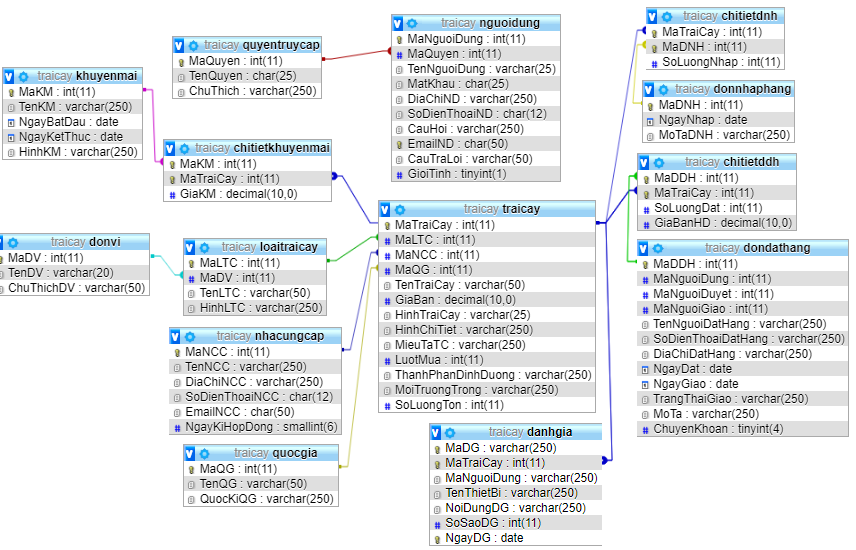 traicay quyentruycap
MaQuyen : int(11)
TenQuyen : char(25)
ChuThich : varchar(250)
traicay nguoidung
MaNguoiDung : int(11)
MaQuyen : int(11)
TenNguoiDung : varchar(25)
MatKhau : char(25)
DiaChiND : varchar(250)
SoDienThoaiND : char(12)
CauHoi : varchar(250)
EmailND : char(50)
CauTraLoi : varchar(50)
GioiTinh : tinyint(1)
traicay chitietdnh
MaTraiCay : int(11)
MaDNH : int(11)
SoLuongNhap : int(11)
traicay khuyenmai
MaKM : int(11)
TenKM : varchar(250)
NgayBatDau : date
NgayKetThuc : date
HinhKM : varchar(250)
traicay donnhaphang
MaDNH : int(11)
NgayNhap : date
MoTaDNH : varchar(250)
traicay chitietkhuyenmai
MaKM : int(11)
MaTraiCay : int(11)
GiaKM : decimal(10,0)
traicay chitietddh
MaDDH : int(11)
MaTraiCay : int(11)
SoLuongDat : int(11)
GiaBanHD : decimal(10,0)
traicay donvi
MaDV : int(11)
TenDV : varchar(20)
ChuThichDV : varchar(50)
traicay loaitraicay
MaLTC : int(11)
MaDV : int(11)
TenLTC : varchar(50)
HinhLTC : varchar(250)
traicay traicay
MaTraiCay : int(11)
MaLTC : int(11)
MaNCC : int(11)
MaQG : int(11)
TenTraiCay : varchar(50)
GiaBan : decimal(10,0)
HinhTraiCay : varchar(25)
HinhChiTiet : varchar(250)
MieuTaTC : varchar(250)
LuotMua : int(11)
ThanhPhanDinhDuong : varchar(250)
MoiTruongTrong : varchar(250)
SoLuongTon : int(11)
traicay dondathang
MaDDH : int(11)
MaNguoiDung : int(11)
MaNguoiDuyet : int(11)
MaNguoiGiao : int(11)
TenNguoiDatHang : varchar(250)
SoDienThoaiDatHang : varchar(250)
DiaChiDatHang : varchar(250)
NgayDat : date
NgayGiao : date
TrangThaiGiao : varchar(250)
MoTa : varchar(250)
ChuyenKhoan : tinyint(4)
traicay nhacungcap
MaNCC : int(11)
TenNCC : varchar(250)
DiaChiNCC : varchar(250)
SoDienThoaiNCC : char(12)
EmailNCC : char(50)
NgayKiHopDong : smallint(6)
traicay quocgia
MaQG : int(11)
TenQG : varchar(50)
QuocKiQG : varchar(250)
traicay danhgia
MaDG : varchar(250)
MaTraiCay : int(11)
MaNguoiDung : varchar(250)
TenThietBi : varchar(250)
NoiDungDG : varchar(250)
SoSaoDG : int(11)
NgayDG : date